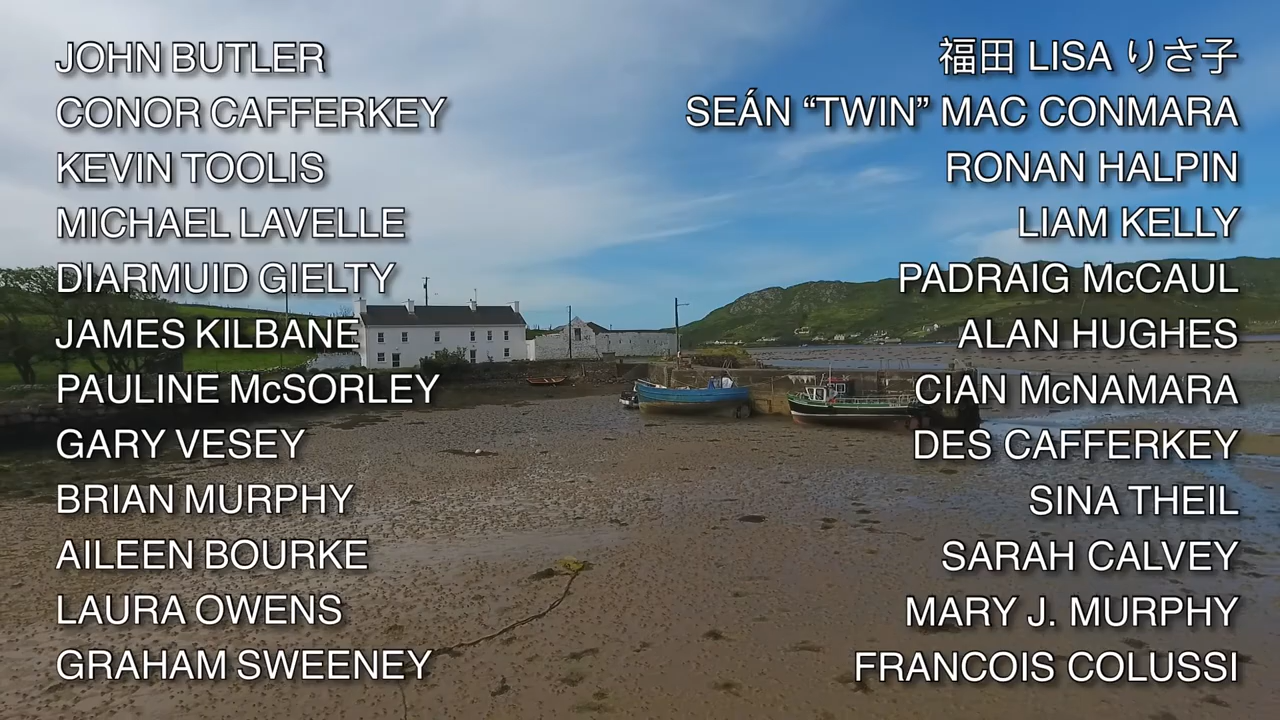 JOHN BUTLER
CONOR CAFFERKEY
KEVIN TOOLIS
MICHAEL LAVELLE
DIARMUID GIELTY
JAMES KILBANE
PAULINE McSORLEY
GARY VESEY
BRIAN MURPHY
AILEEN BOURKE
LAURA OWENS
GRAHAM SWEENEY
福田 LISA りさ子
SEÁN “TWIN” MAC CONMARA
RONAN HALPIN
LIAM KELLY
PADRAIG McCAUL
ALAN HUGHES
CIAN McNAMARA
DES CAFFERKEY
SINA THEIL
SARAH CALVEY
MARY J. MURPHY
FRANCOIS COLUSSI